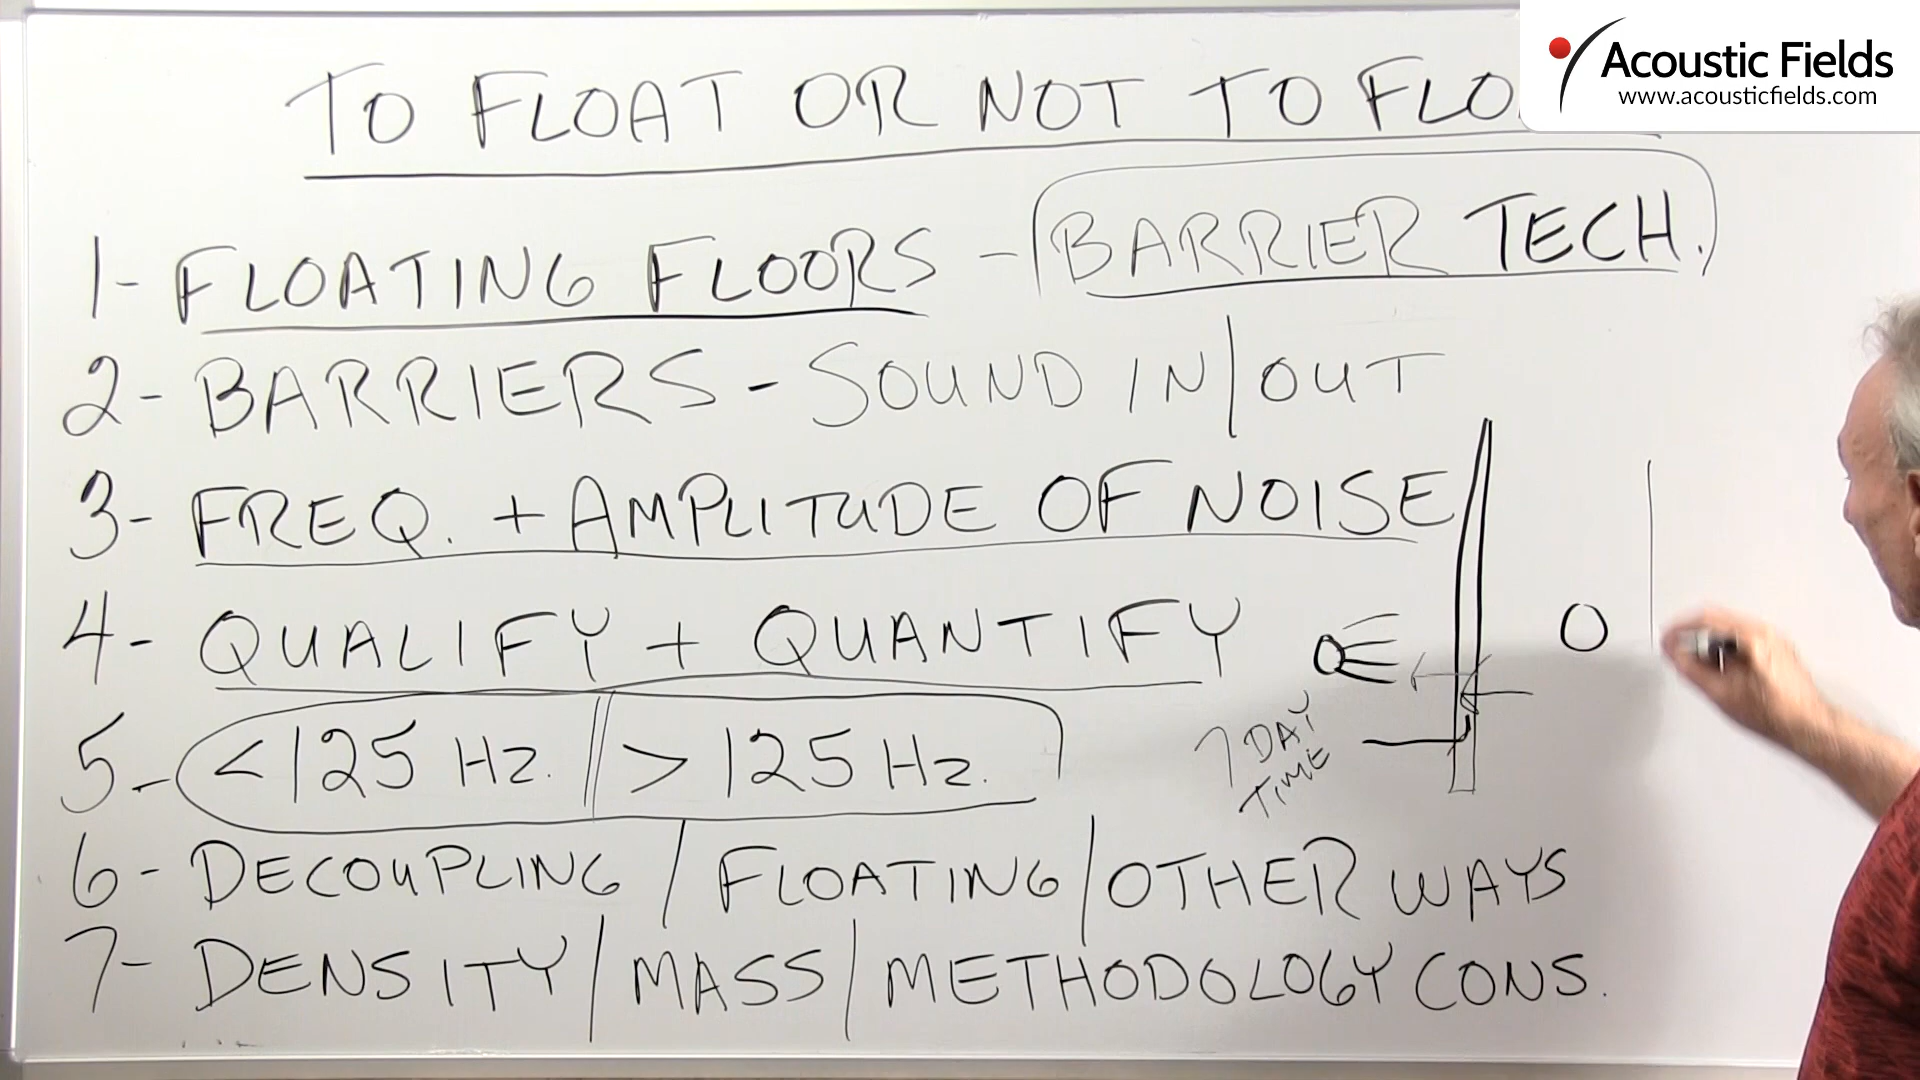 Acoustic Fields
www.acousticfields.com
TO FLOAT OR NOT TO FLO
1- FLOATING FLOORS - BARRIER TECH.
2- BARRIERS - SOUND IN/OUT
3- FREQ. + AMPLITUDE OF NOISE
4- QUALIFY + QUANTIFY
5- <125 Hz. || >125 Hz.
7 DAY
TIME
6- DECOUPLING / FLOATING / OTHER WAYS
7- DENSITY / MASS / METHODOLOGY CONS.